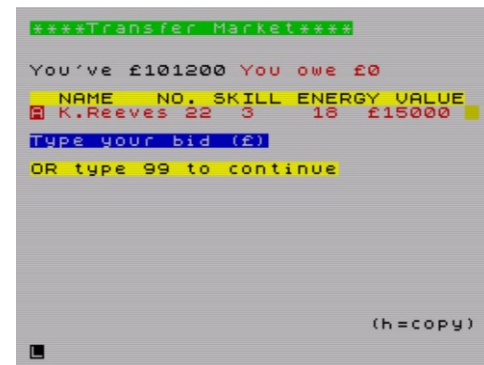 ****Transfer Market****
You've £101200 You owe £0
NAME NO. SKILL ENERGY VALUE
A K.Reeves 22 3 18 £15000
Type your bid (£)
OR type 99 to continue
(h=copy)
L